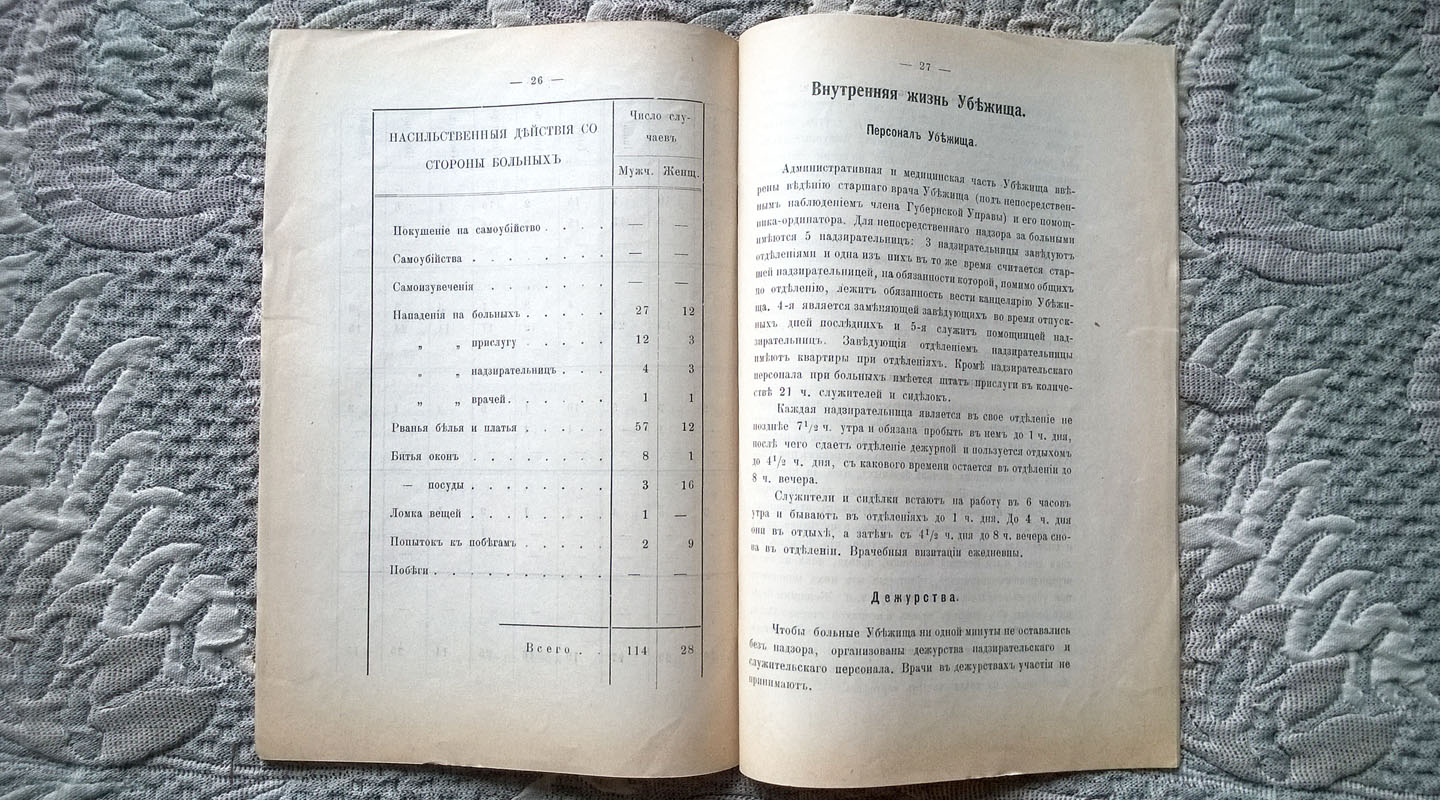 — 26 —
НАСИЛЬСТВЕННЫЯ ДѢЙСТВІЯ СО
СТОРОНЫ БОЛЬНЫХЪ
Число слу-
чаевъ
Мужч. Женщ.
Покушеніе на самоубійство . . . . — —
Самоубійства . . . . . . . . — —
Самоизувеченія . . . . . . . — —
Нападенія на больныхъ . . . . . 27 12
„ „ прислугу . . . . . 12 3
„ „ надзирательницъ . . . 4 3
„ „ врачей . . . . . . 1 1
Рванья бѣлья и платья . . . . . 57 12
Битья оконъ . . . . . . . . 8 1
— посуды . . . . . . . . 3 16
Ломка вещей . . . . . . . . 1 —
Попытокъ къ побѣгамъ . . . . . 2 9
Побѣги . . . . . . . . . . — —
Всего . . 114 28
— 27 —
Внутренняя жизнь Убѣжища.
Персоналъ Убѣжища.
Административная и медицинская часть Убѣжища ввѣ-
рены вѣдѣнію старшаго врача Убѣжища (подъ непосредствен-
нымъ наблюденіемъ члена Губернской Управы) и его помощ-
ника-ординатора. Для непосредственнаго надзора за больными
имѣются 5 надзирательницъ: 3 надзирательницы завѣдуютъ
отдѣленіями и одна изъ нихъ въ то же время считается стар-
шей надзирательницей, на обязанности которой, помимо общихъ
по отдѣленію, лежитъ обязанность вести канцелярію Убѣжи-
ща. 4-я является замѣняющей завѣдующихъ во время отпуск-
ныхъ дней послѣднихъ и 5-я служитъ помощницей над-
зирательницъ. Завѣдующія отдѣленіемъ надзирательницы
имѣютъ квартиры при отдѣленіяхъ. Кромѣ надзирательскаго
персонала при больныхъ имѣется штатъ прислуги въ количе-
ствѣ 21 ч. служителей и сидѣлокъ.
Каждая надзирательница является въ свое отдѣленіе не
позднѣе 7¹/₂ ч. утра и обязана пробыть въ немъ до 1 ч. дня,
послѣ чего сдаетъ отдѣленіе дежурной и пользуется отдыхомъ
до 4¹/₂ ч. дня, съ какового времени остается въ отдѣленіи до
8 ч. вечера.
Служители и сидѣлки встаютъ на работу въ 6 часовъ
утра и бываютъ въ отдѣленіяхъ до 1 ч. дня. До 4 ч. дня
они въ отдыхѣ, а затѣмъ съ 4¹/₂ ч. дня до 8 ч. вечера сно-
ва въ отдѣленіи. Врачебныя визитаціи ежедневны.
Дежурства.
Чтобы больные Убѣжища ни одной минуты не оставались
безъ надзора, организованы дежурства надзирательскаго и
служительскаго персонала. Врачи въ дежурствахъ участія не
принимаютъ.